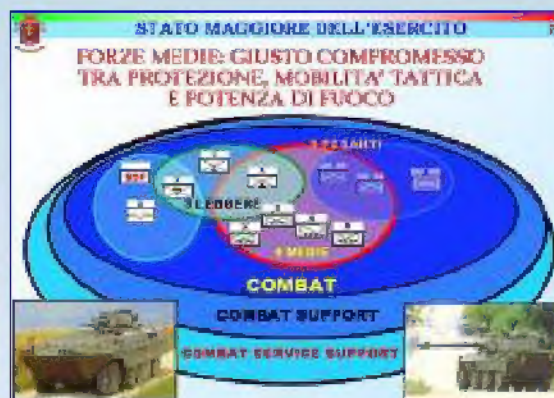 STATO MAGGIORE DELL'ESERCITO
FORZE MEDIE: GIUSTO COMPROMESSO
TRA PROTEZIONE, MOBILITA' TATTICA
E POTENZA DI FUOCO
PESANTI
LEGGERE
MEDIE
COMBAT
COMBAT SUPPORT
COMBAT SERVICE SUPPORT